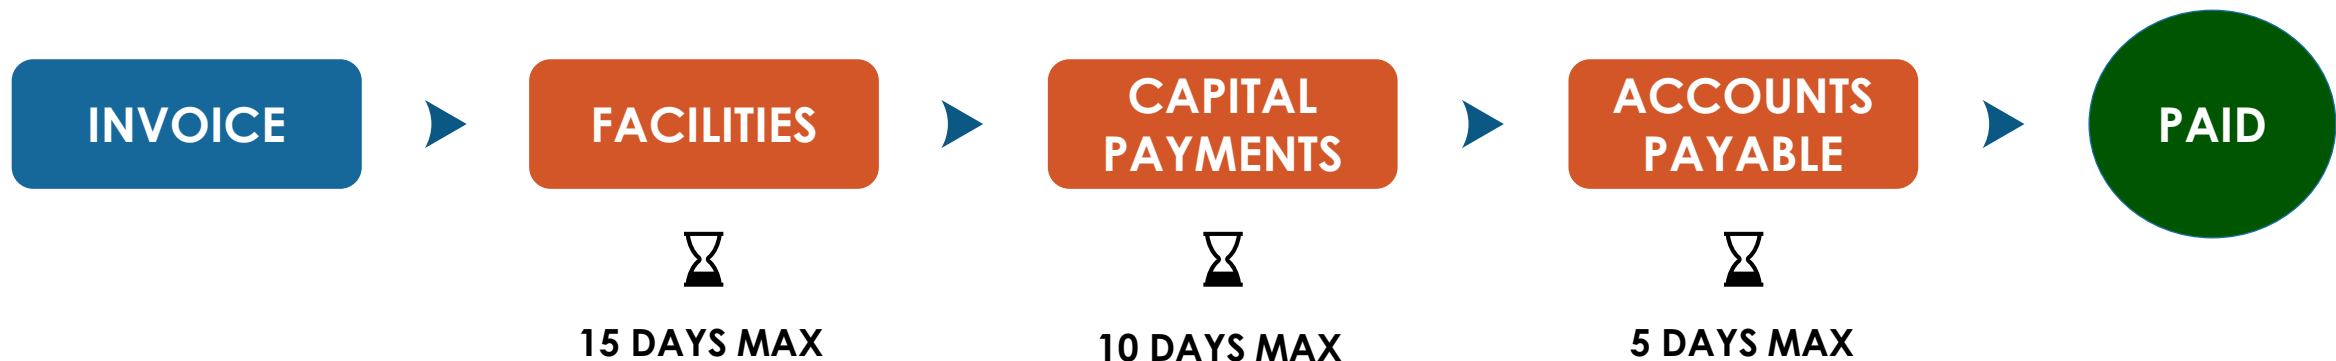 INVOICE
FACILITIES
CAPITAL
PAYMENTS
ACCOUNTS
PAYABLE
PAID
15 DAYS MAX
10 DAYS MAX
5 DAYS MAX